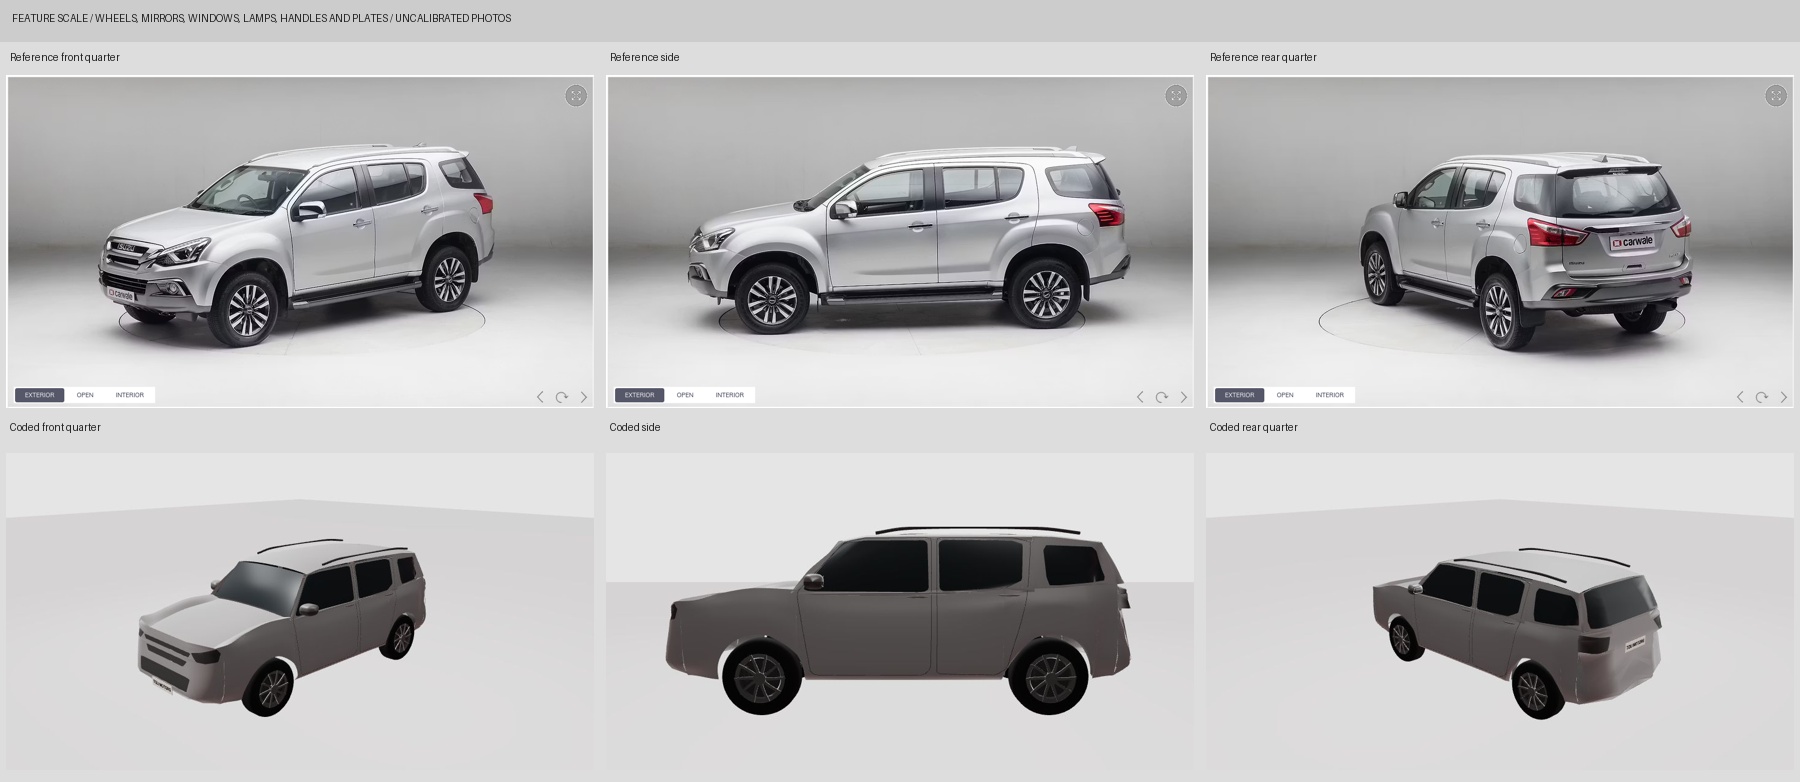 FEATURE SCALE / WHEELS, MIRRORS, WINDOWS, LAMPS, HANDLES AND PLATES / UNCALIBRATED PHOTOS
Reference front quarter
Reference side
Reference rear quarter
ISUZU
carwale
carwale
EXTERIOR OPEN INTERIOR
EXTERIOR OPEN INTERIOR
EXTERIOR OPEN INTERIOR
Coded front quarter
Coded side
Coded rear quarter